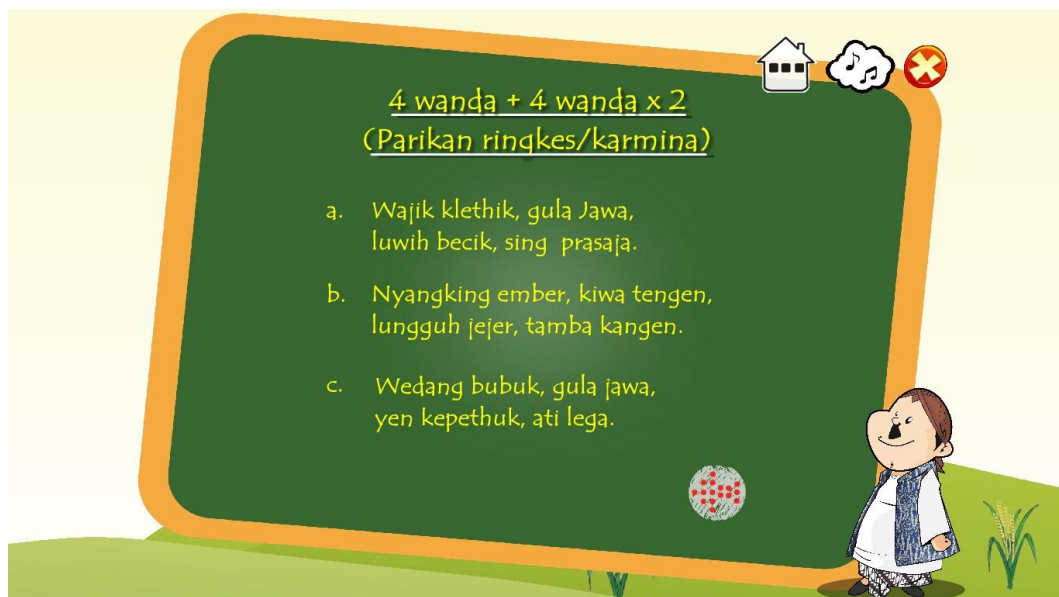 4 wanda + 4 wanda x 2
(Parikan ringkes/karmina)
a. Wajik klethik, gula Jawa,
luwih becik, sing prasaja.
b. Nyangking ember, kiwa tengen,
lungguh jejer, tamba kangen.
c. Wedang bubuk, gula jawa,
yen kepethuk, ati lega.